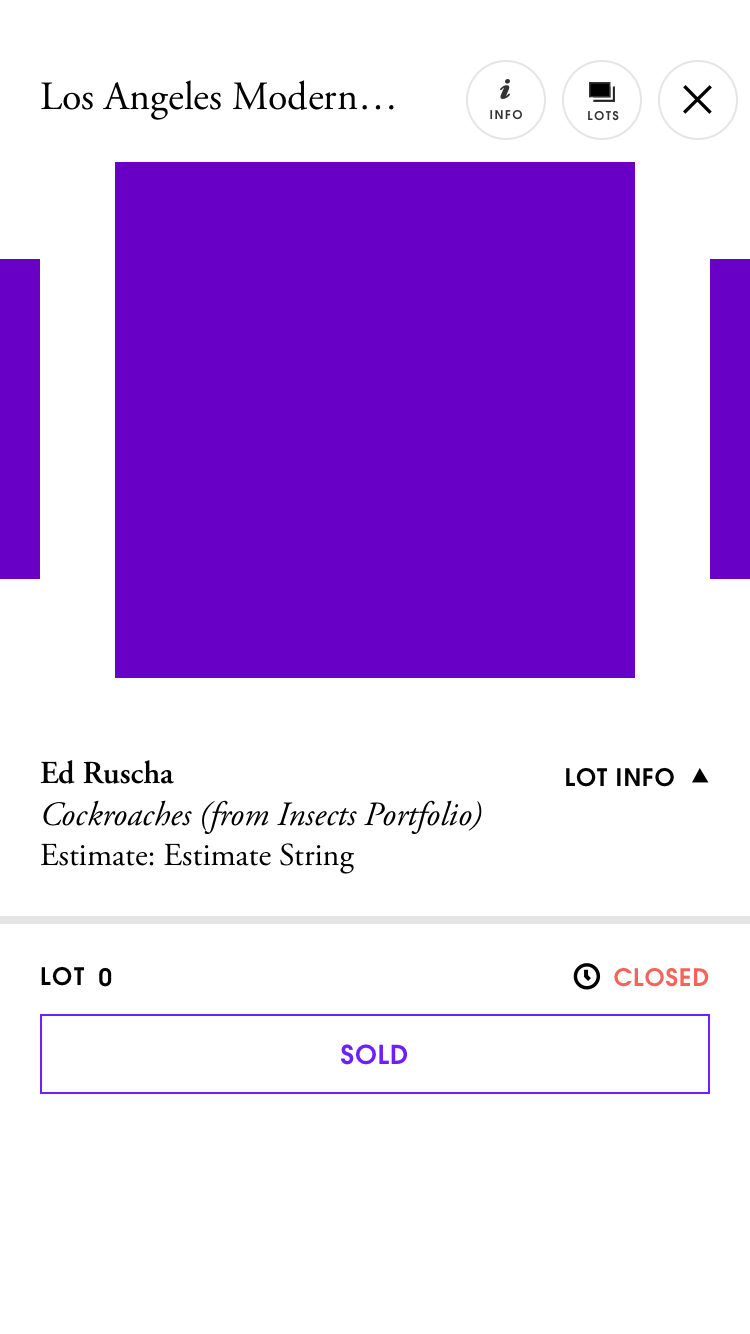 Los Angeles Modern…
INFO
LOTS
Ed Ruscha
LOT INFO
Cockroaches (from Insects Portfolio)
Estimate: Estimate String
LOT 0
CLOSED
SOLD